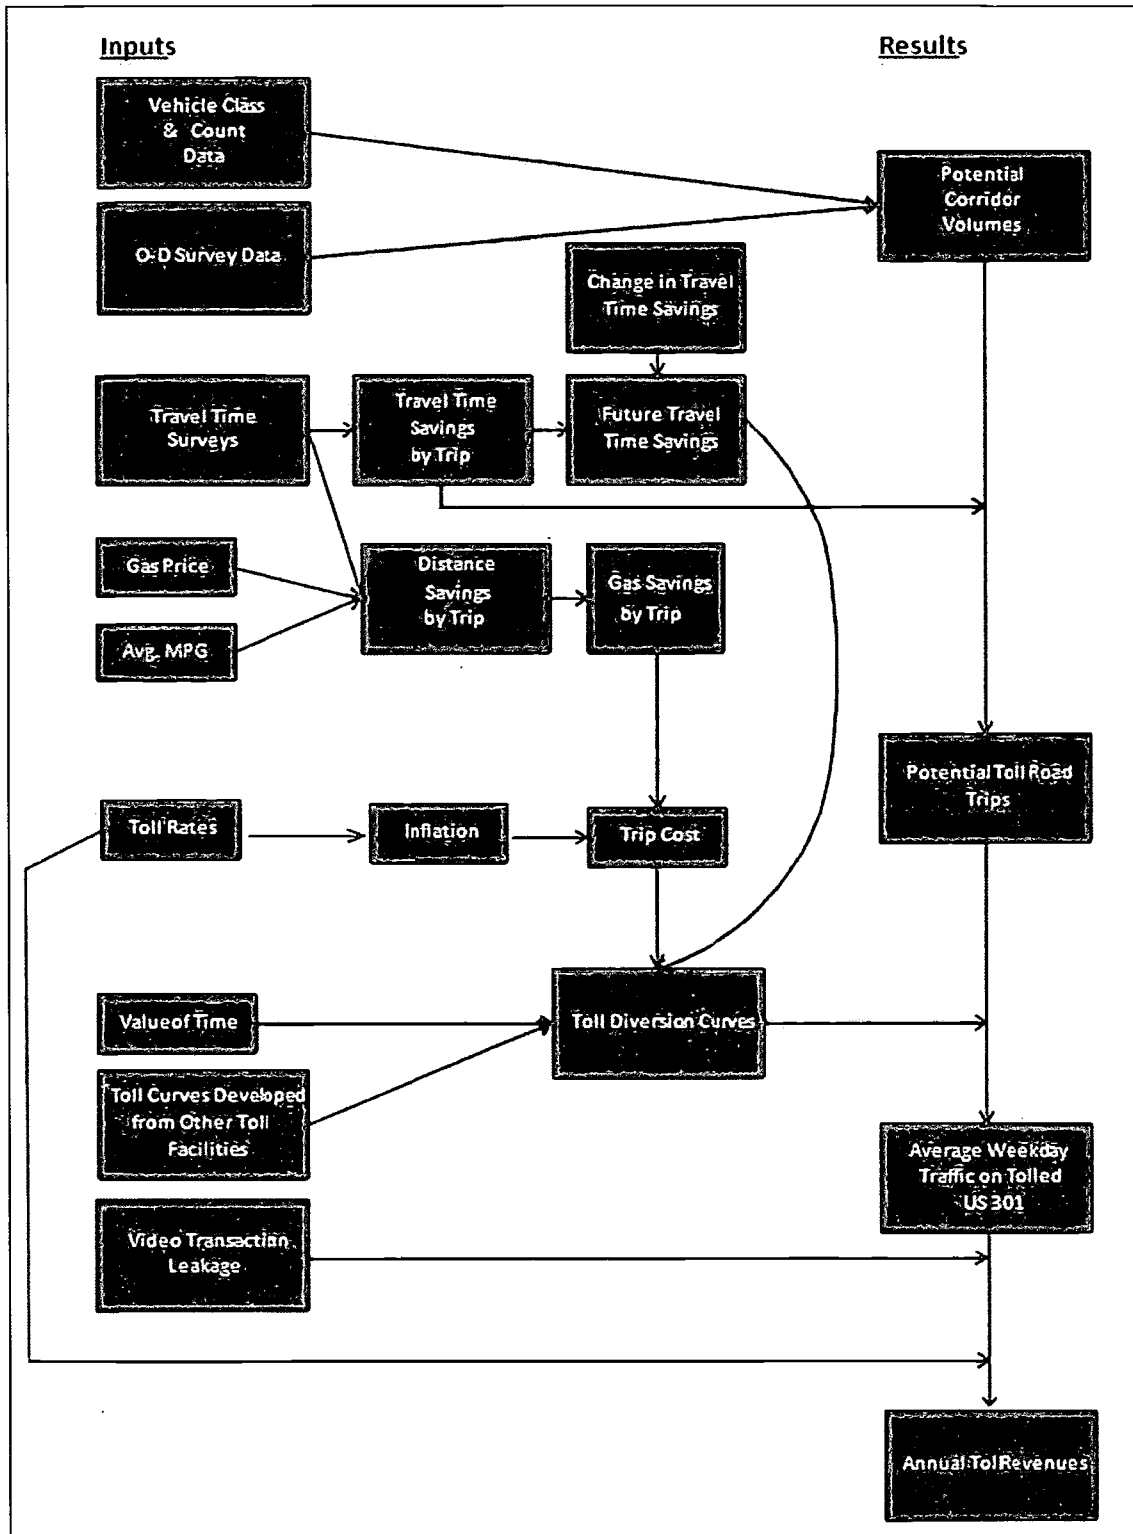 Inputs
Results
Vehicle Class
& Count
Data
Potential
Corridor
Volumes
O-D Survey Data
Change in Travel
Time Savings
Travel Time
Surveys
Travel Time
Savings
by Trip
Future Travel
Time Savings
Gas Price
Distance
Savings
by Trip
Gas Savings
by Trip
Avg. MPG
Potential Toll Road
Trips
Toll Rates
Inflation
Trip Cost
Value of Time
Toll Diversion Curves
Toll Curves Developed
from Other Toll
Facilities
Average Weekday
Traffic on Tolled
US 301
Video Transaction
Leakage
Annual Tol Revenues